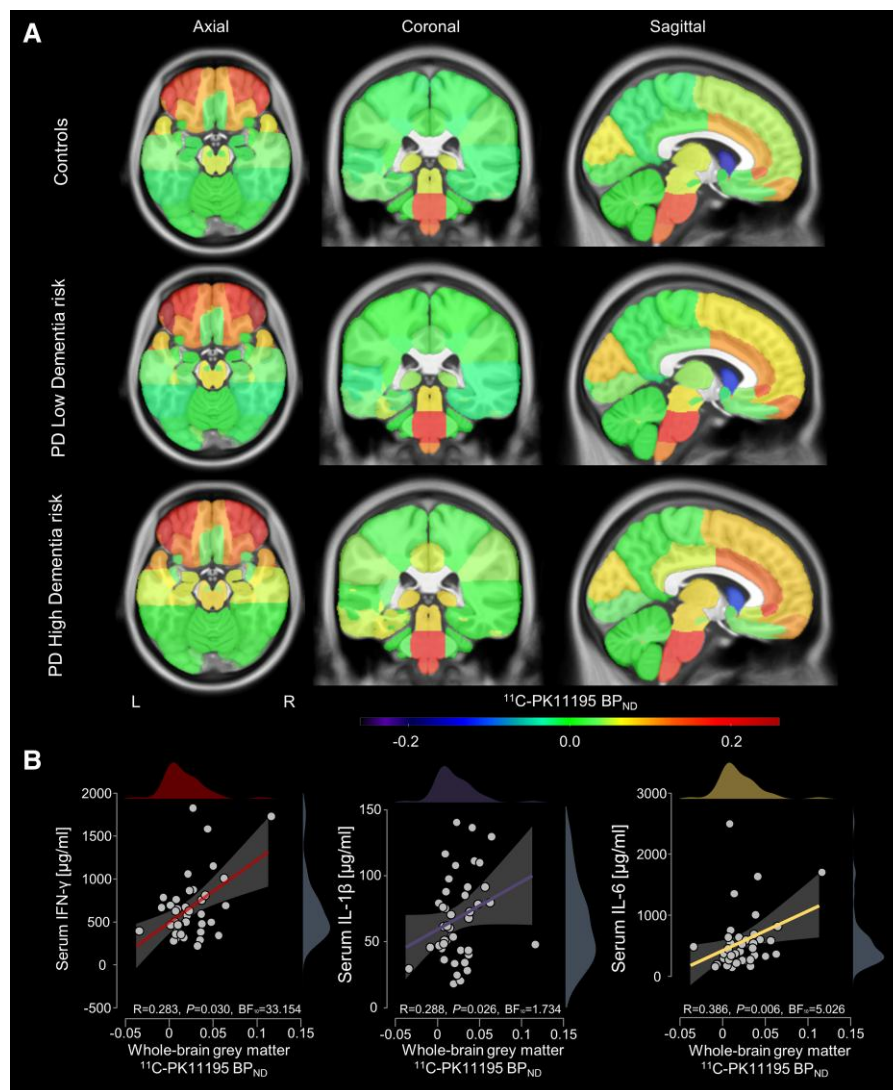 A
Axial Coronal Sagittal
Controls
PD Low Dementia risk
PD High Dementia risk
L R
¹¹C-PK11195 BP_ND
-0.2 0.0 0.2
B
Serum IFN-γ [µg/ml]
2000
1500
1000
500
0
-500
R=0.283, P=0.030, BF₁₀=33.154
-0.05 0 0.05 0.1 0.15
Whole-brain grey matter
¹¹C-PK11195 BP_ND
Serum IL-1β [µg/ml]
150
100
50
0
R=0.288, P=0.026, BF₁₀=1.734
-0.05 0 0.05 0.1 0.15
Whole-brain grey matter
¹¹C-PK11195 BP_ND
Serum IL-6 [µg/ml]
3000
2000
1000
0
R=0.386, P=0.006, BF₁₀=5.026
-0.05 0 0.05 0.1 0.15
Whole-brain grey matter
¹¹C-PK11195 BP_ND